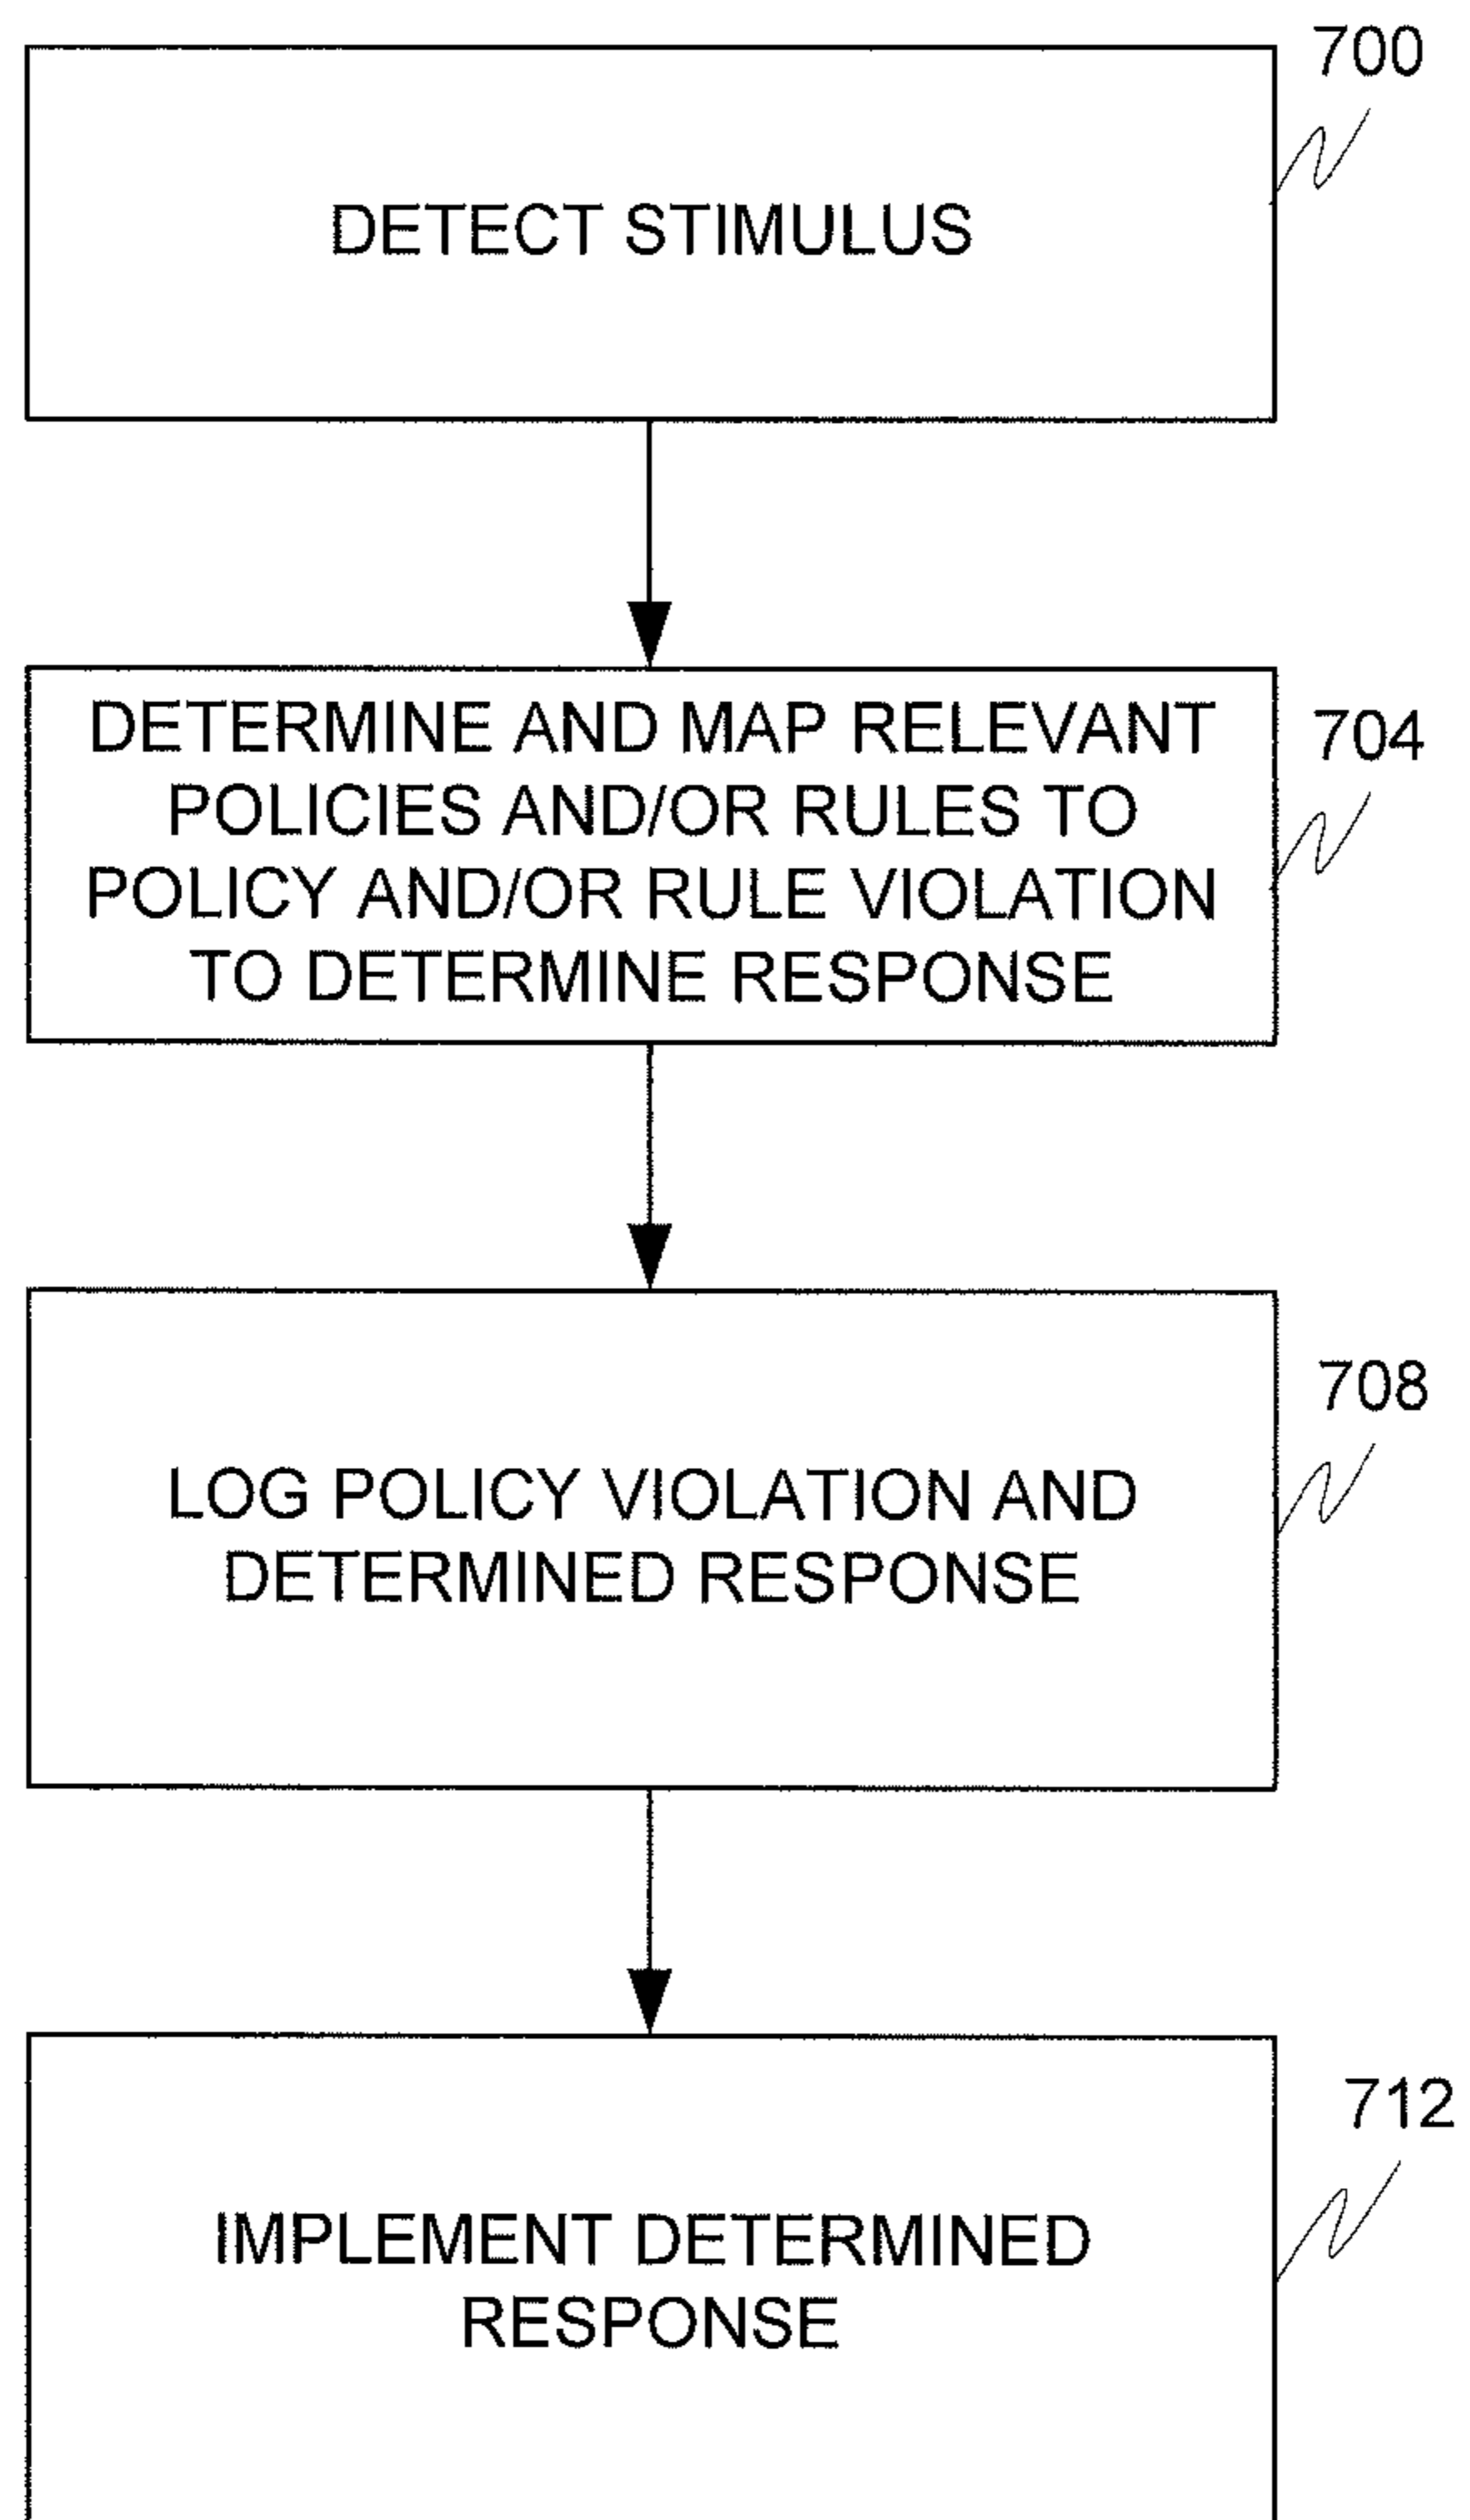 700
DETECT STIMULUS
DETERMINE AND MAP RELEVANT
704
POLICIES AND/OR RULES TO
POLICY AND/OR RULE VIOLATION
TO DETERMINE RESPONSE
708
LOG POLICY VIOLATION AND
DETERMINED RESPONSE
712
IMPLEMENT DETERMINED
RESPONSE